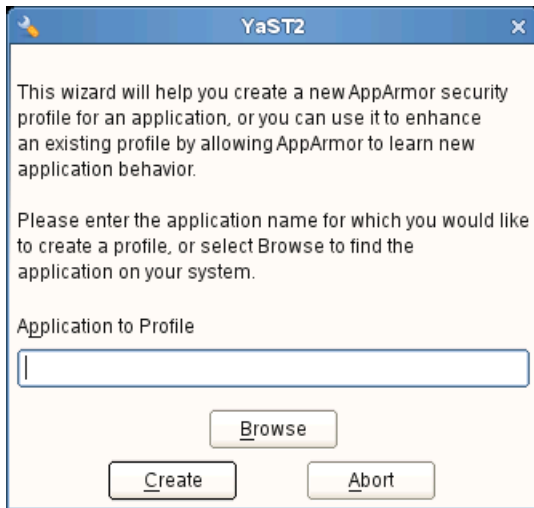 YaST2
This wizard will help you create a new AppArmor security
profile for an application, or you can use it to enhance
an existing profile by allowing AppArmor to learn new
application behavior.
Please enter the application name for which you would like
to create a profile, or select Browse to find the
application on your system.
Application to Profile
Browse
Create
Abort